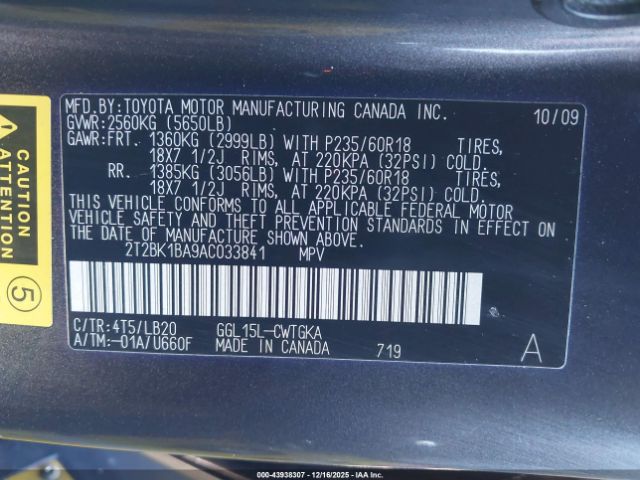 MFD.BY:TOYOTA MOTOR MANUFACTURING CANADA INC. 10/09
GVWR:2560KG (5650LB)
GAWR:FRT. 1360KG (2999LB) WITH P235/60R18 TIRES,
18X7 1/2J RIMS, AT 220KPA (32PSI) COLD.
RR. 1385KG (3056LB) WITH P235/60R18 TIRES,
18X7 1/2J RIMS, AT 220KPA (32PSI) COLD.
THIS VEHICLE CONFORMS TO ALL APPLICABLE FEDERAL MOTOR
VEHICLE SAFETY AND THEFT PREVENTION STANDARDS IN EFFECT ON
THE DATE OF MANUFACTURE SHOWN ABOVE.
2T2BK1BA9AC033841 MPV
C/TR:4T5/LB20 GGL15L-CWTGKA
A/TM:-01A/U660F MADE IN CANADA 719 A
CAUTION
ATTENTION
5
000-43938307 - 12/16/2025 - IAA, Inc.